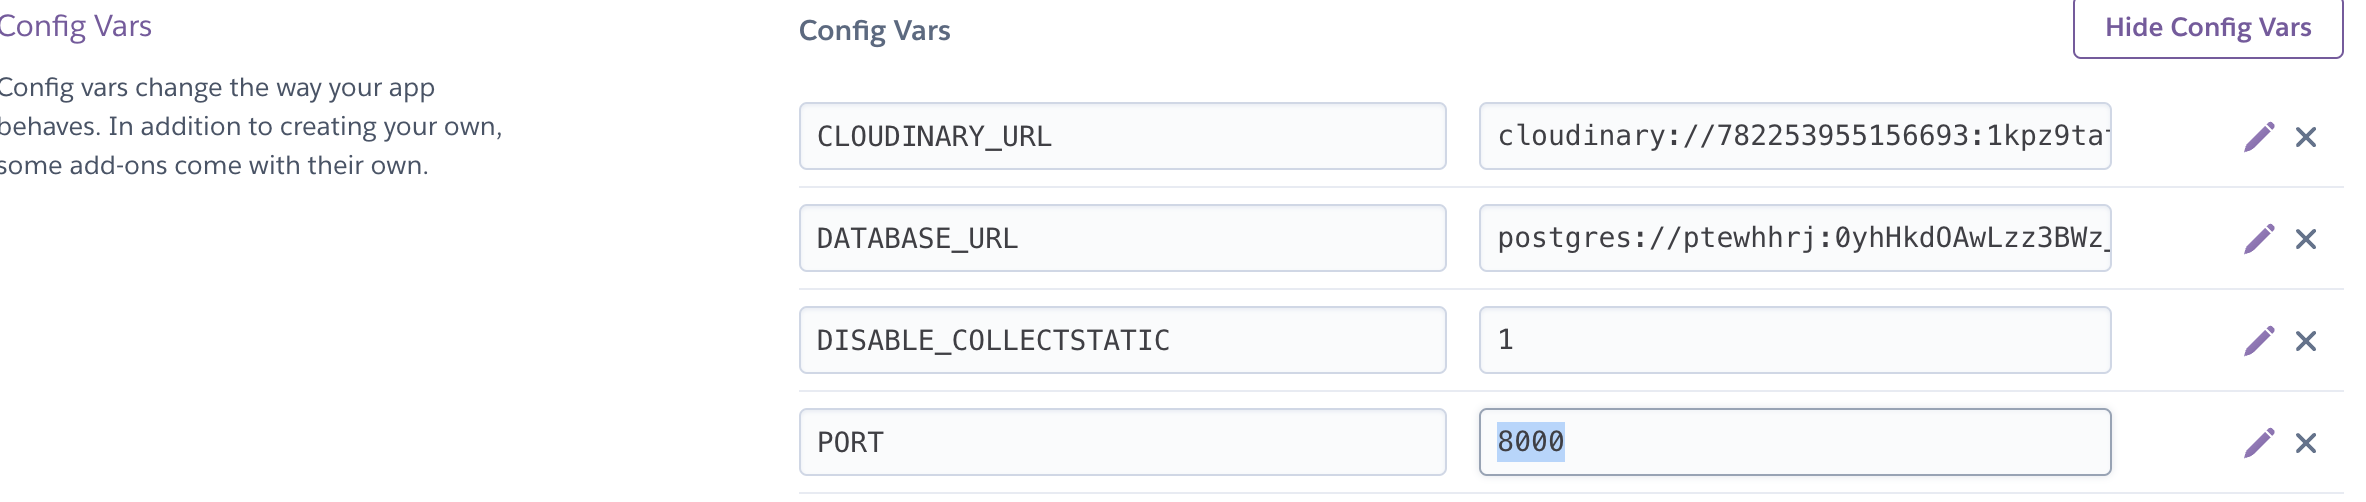 Config Vars
Config vars change the way your app
behaves. In addition to creating your own,
some add-ons come with their own.
Config Vars
Hide Config Vars
CLOUDINARY_URL
cloudinary://782253955156693:1kpz9ta
DATABASE_URL
postgres://ptewhhrj:0yhHkdOAwLzz3BWz_
DISABLE_COLLECTSTATIC
1
PORT
8000